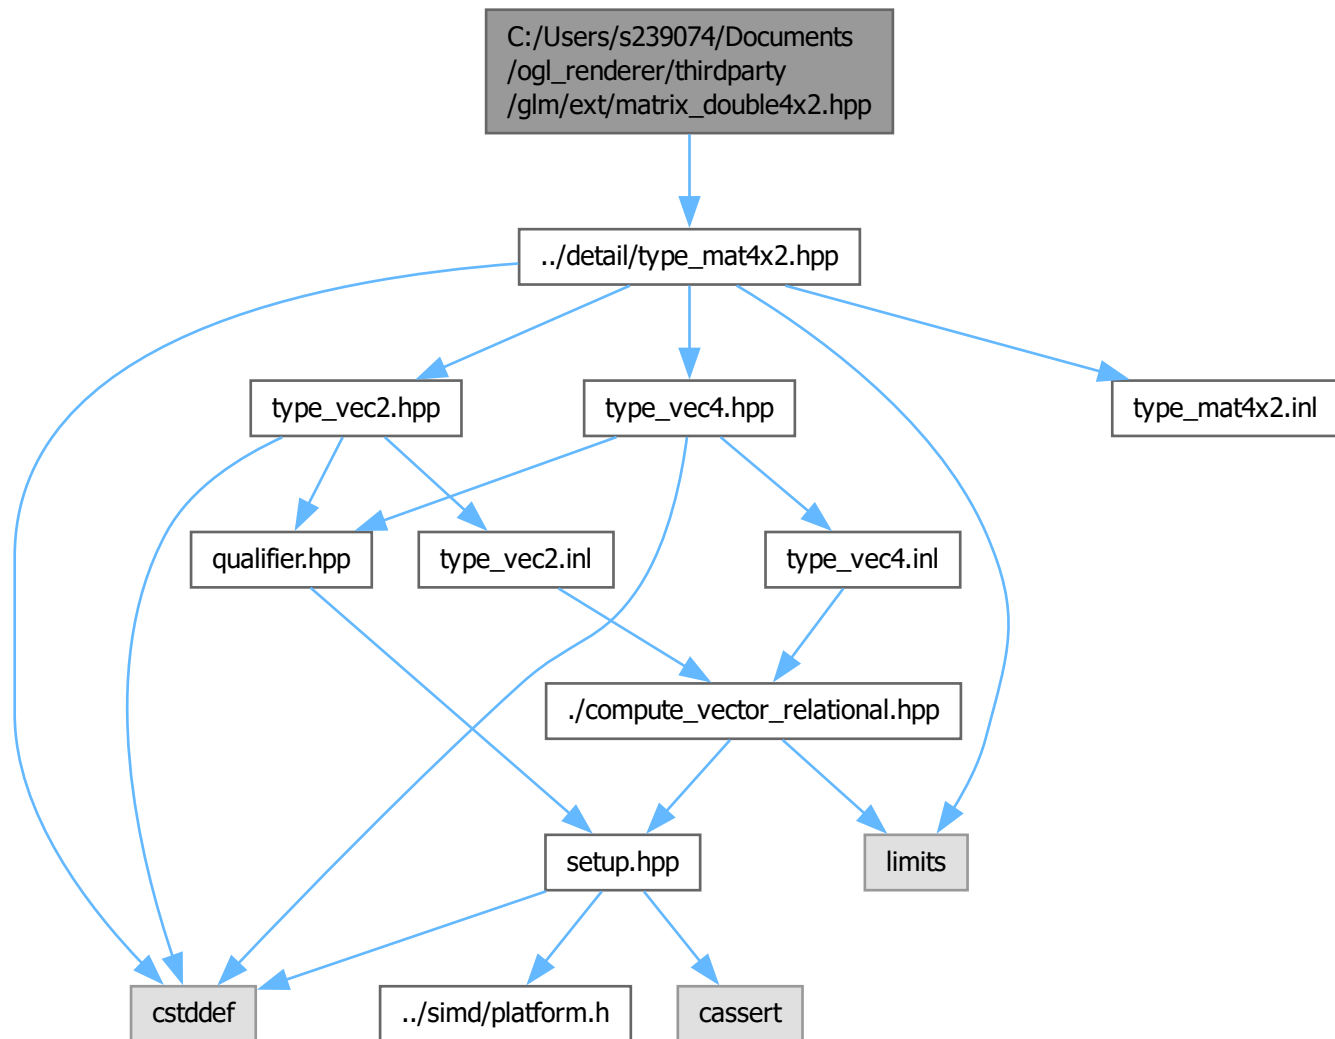 C:/Users/s239074/Documents
/ogl_renderer/thirdparty
/glm/ext/matrix_double4x2.hpp
../detail/type_mat4x2.hpp
type_vec2.hpp
type_vec4.hpp
type_mat4x2.inl
qualifier.hpp
type_vec2.inl
type_vec4.inl
./compute_vector_relational.hpp
setup.hpp
limits
cstddef
../simd/platform.h
cassert